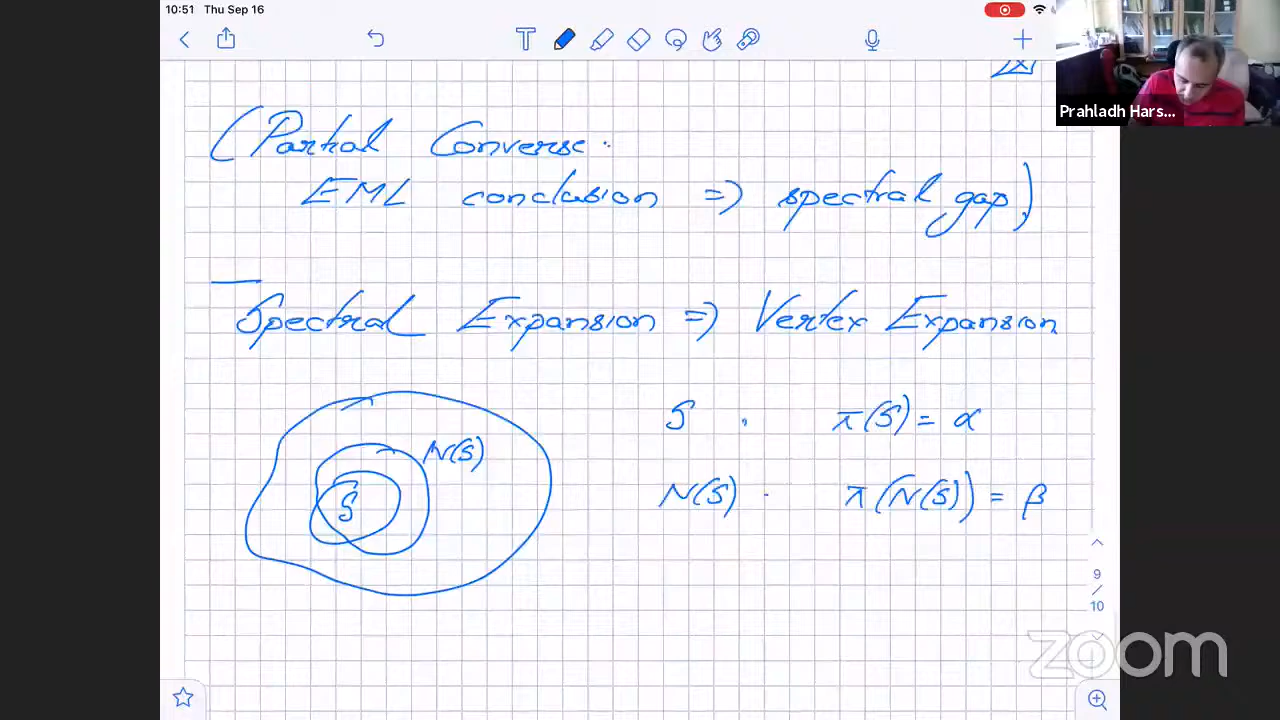 10:51 Thu Sep 16
Prahladh Hars...
(Partial Converse.
EML conclusion => spectral gap)
Spectral Expansion => Vertex Expansion
S . π(S) = α
N(S)
N(S) . π(N(S)) = β
S
9
/
10
zoom